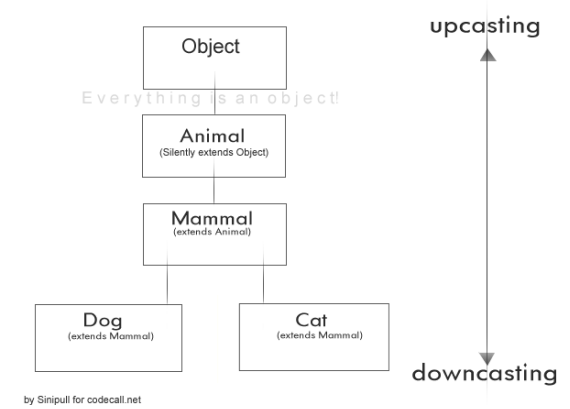 upcasting
Object
Everything is an object!
Animal
(Silently extends Object)
Mammal
(extends Animal)
Dog
(extends Mammal)
Cat
(extends Mammal)
downcasting
by Sinipull for codecall.net